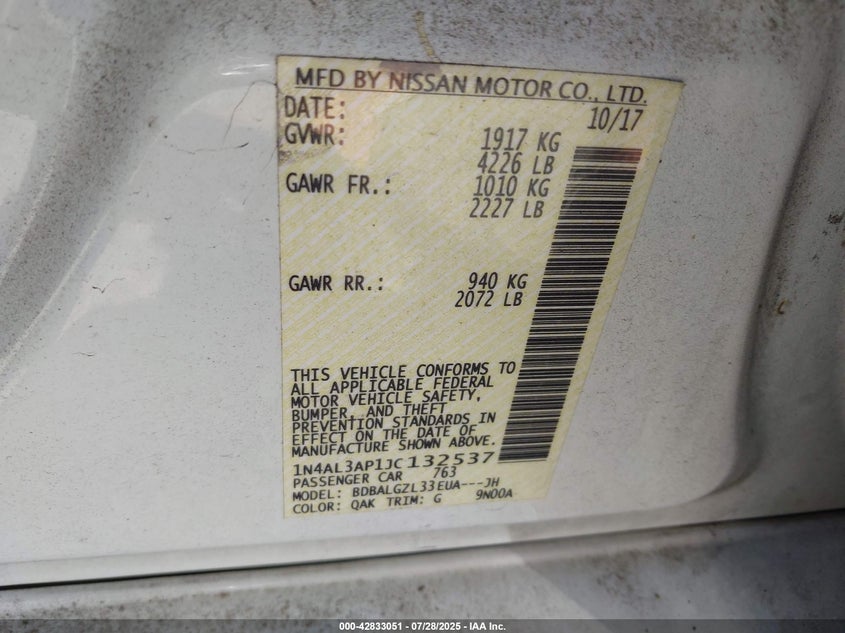 MFD BY NISSAN MOTOR CO., LTD.
DATE: 10/17
GVWR: 1917 KG
4226 LB
GAWR FR.: 1010 KG
2227 LB
GAWR RR.: 940 KG
2072 LB
THIS VEHICLE CONFORMS TO
ALL APPLICABLE FEDERAL
MOTOR VEHICLE SAFETY,
BUMPER, AND THEFT
PREVENTION STANDARDS IN
EFFECT ON THE DATE OF
MANUFACTURE SHOWN ABOVE.
1N4AL3AP1JC132537
PASSENGER CAR 763
MODEL: BDBALGZL33EUA---JH
COLOR: QAK TRIM: G 9N00A
000-42833051 / 07/28/2025 - IAA Inc.